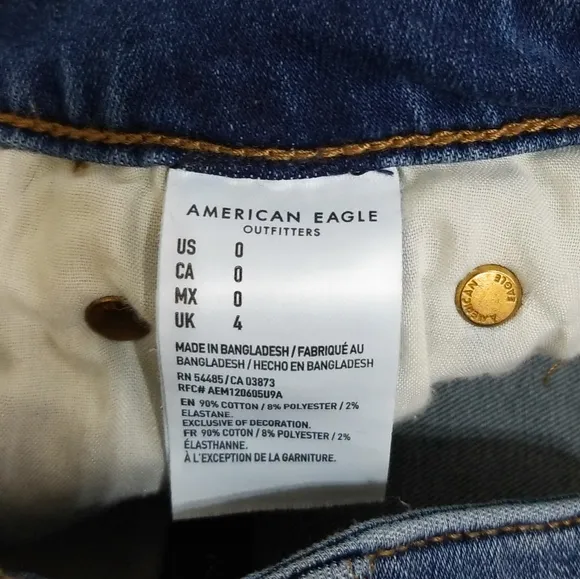 AMERICAN EAGLE
OUTFITTERS
US 0
CA 0
MX 0
UK 4
MADE IN BANGLADESH / FABRIQUÉ AU
BANGLADESH / HECHO EN BANGLADESH
RN 54485 / CA 03873
RFC# AEM120605U9A
EN 90% COTTON / 8% POLYESTER / 2%
ELASTANE.
EXCLUSIVE OF DECORATION.
FR 90% COTTON / 8% POLYESTER / 2%
ÉLASTHANNE.
À L'EXCEPTION DE LA GARNITURE.
AMERICAN EAGLE